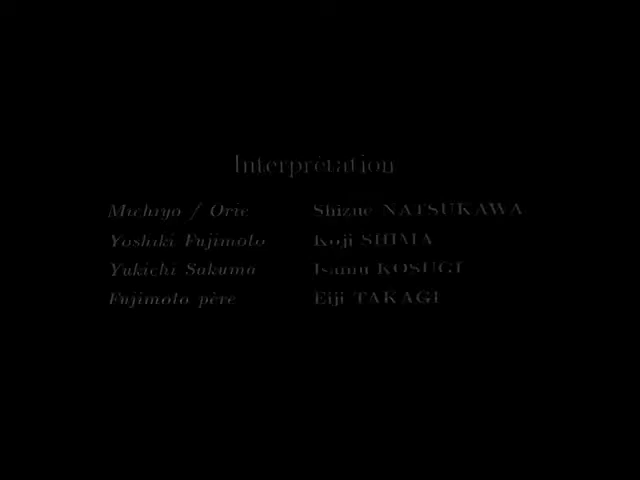 Interprétation
Michiyo / Orie Shizue NATSUKAWA
Yoshiki Fujimoto Koji SHIMA
Yukichi Sakuma Isamu KOSUGI
Fujimoto père Eiji TAKAGI